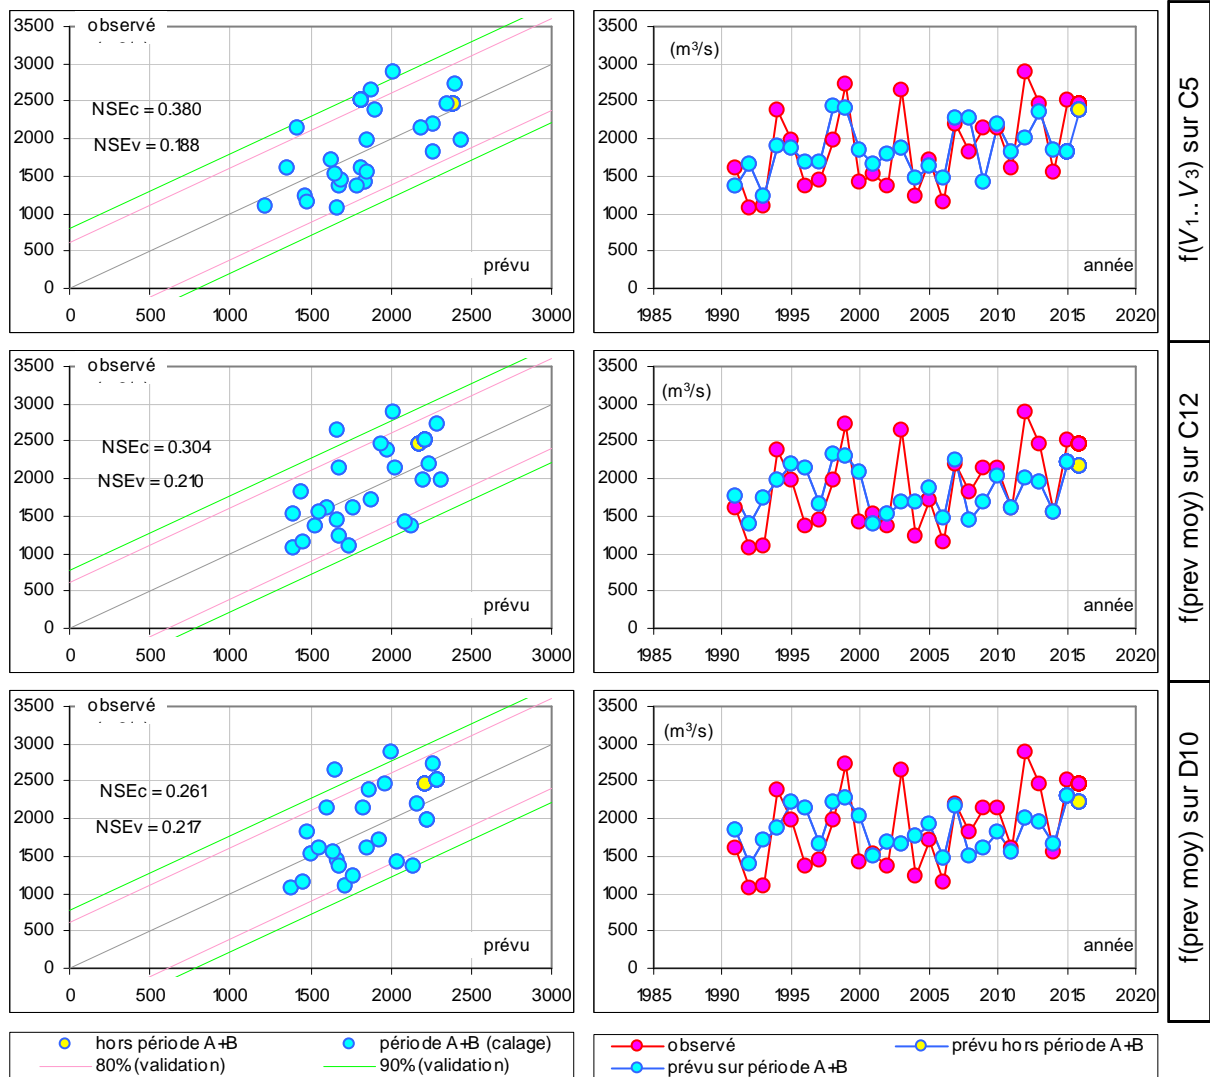 3500
3000
2500
2000
1500
1000
500
0
observé
NSEc = 0.380
NSEv = 0.188
prévu
0 500 1000 1500 2000 2500 3000
3500
3000
2500
2000
1500
1000
500
0
(m³/s)
année
1985 1990 1995 2000 2005 2010 2015 2020
f(V₁.. V₃) sur C5
3500
3000
2500
2000
1500
1000
500
0
observé
NSEc = 0.304
NSEv = 0.210
prévu
0 500 1000 1500 2000 2500 3000
3500
3000
2500
2000
1500
1000
500
0
(m³/s)
année
1985 1990 1995 2000 2005 2010 2015 2020
f(prev moy) sur C12
3500
3000
2500
2000
1500
1000
500
0
observé
NSEc = 0.261
NSEv = 0.217
prévu
0 500 1000 1500 2000 2500 3000
3500
3000
2500
2000
1500
1000
500
0
(m³/s)
année
1985 1990 1995 2000 2005 2010 2015 2020
f(prev moy) sur D10
hors période A+B
période A+B (calage)
80% (validation)
90% (validation)
observé
prévu hors période A+B
prévu sur période A+B